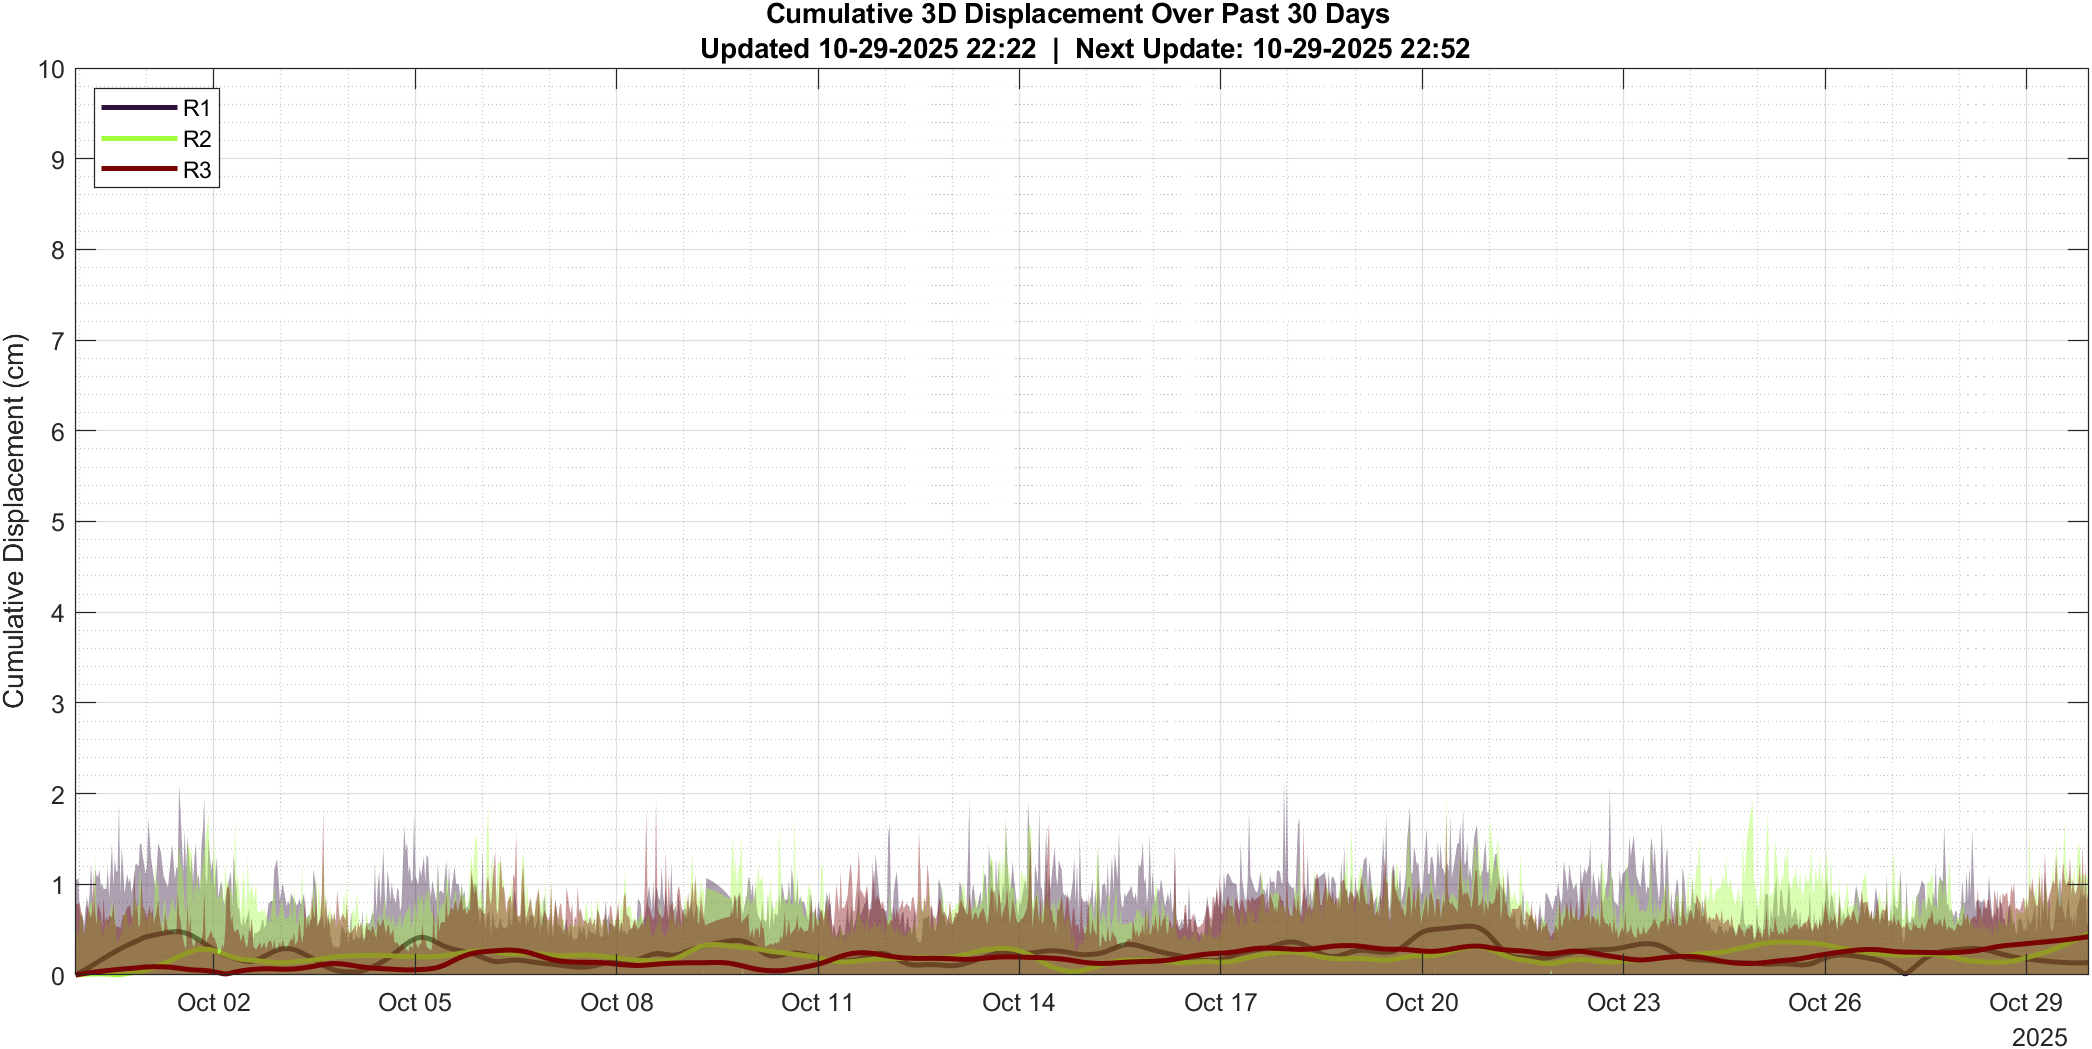 Cumulative 3D Displacement Over Past 30 Days
Updated 10-29-2025 22:22 | Next Update: 10-29-2025 22:52
Cumulative Displacement (cm)
10
9
8
7
6
5
4
3
2
1
0
R1
R2
R3
Oct 02
Oct 05
Oct 08
Oct 11
Oct 14
Oct 17
Oct 20
Oct 23
Oct 26
Oct 29
2025